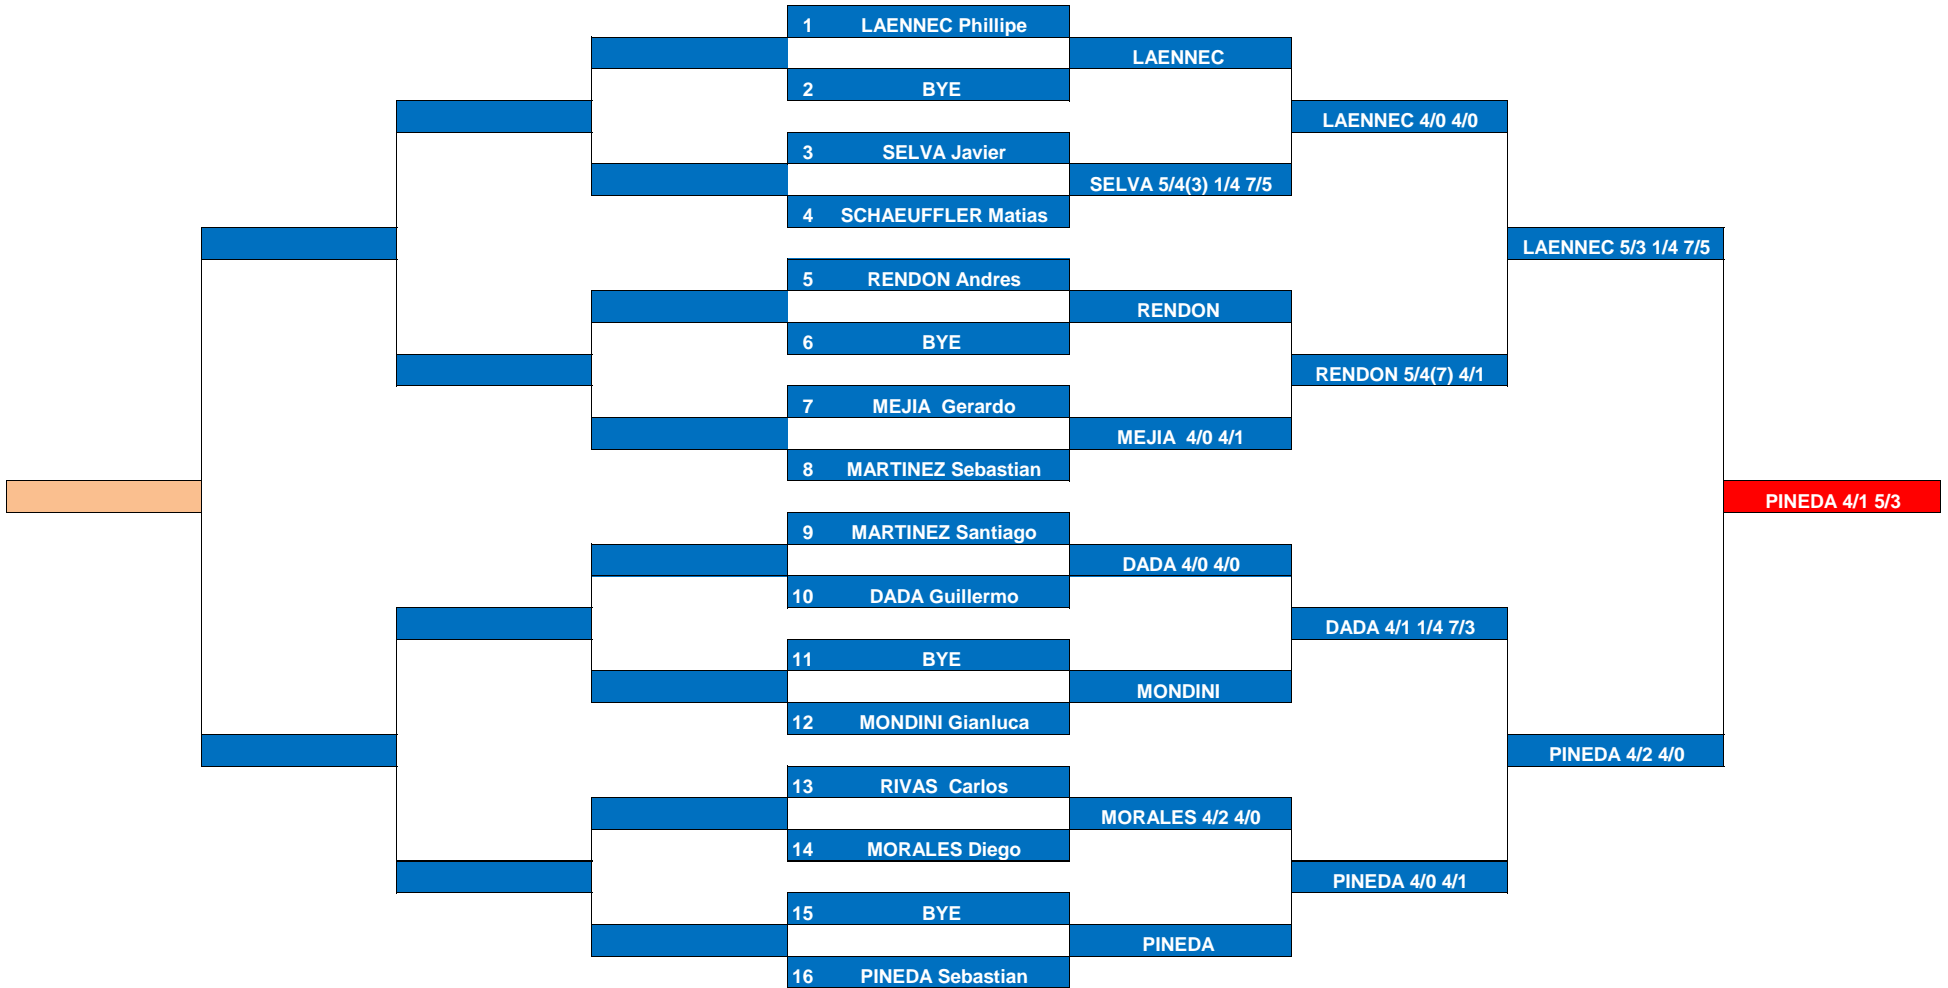 1 LAENNEC Phillipe
LAENNEC
2 BYE
LAENNEC 4/0 4/0
3 SELVA Javier
SELVA 5/4(3) 1/4 7/5
4 SCHAEUFFLER Matias
LAENNEC 5/3 1/4 7/5
5 RENDON Andres
RENDON
6 BYE
RENDON 5/4(7) 4/1
7 MEJIA  Gerardo
MEJIA  4/0 4/1
8 MARTINEZ Sebastian
PINEDA 4/1 5/3
9 MARTINEZ Santiago
DADA 4/0 4/0
10 DADA Guillermo
DADA 4/1 1/4 7/3
11 BYE
MONDINI
12 MONDINI Gianluca
PINEDA 4/2 4/0
13 RIVAS  Carlos
MORALES 4/2 4/0
14 MORALES Diego
PINEDA 4/0 4/1
15 BYE
PINEDA
16 PINEDA Sebastian